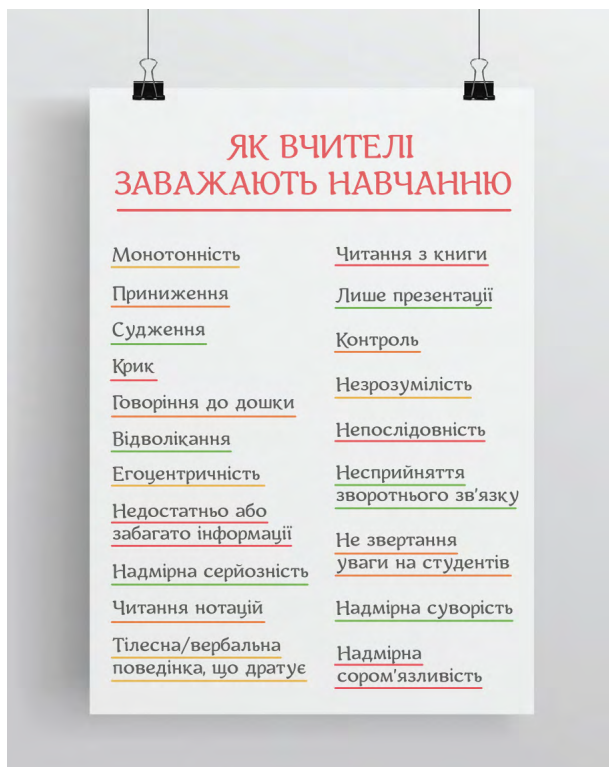 ЯК ВЧИТЕЛІ
ЗАВАЖАЮТЬ НАВЧАННЮ
Монотонність
Приниження
Судження
Крик
Говоріння до дошки
Відволікання
Егоцентричність
Недостатньо або
забагато інформації
Надмірна серйозність
Читання нотацій
Тілесна/вербальна
поведінка, що дратує
Читання з книги
Лише презентації
Контроль
Незрозумілість
Непослідовність
Несприйняття
зворотнього зв'язку
Не звертання
уваги на студентів
Надмірна суворість
Надмірна
сором'язливість